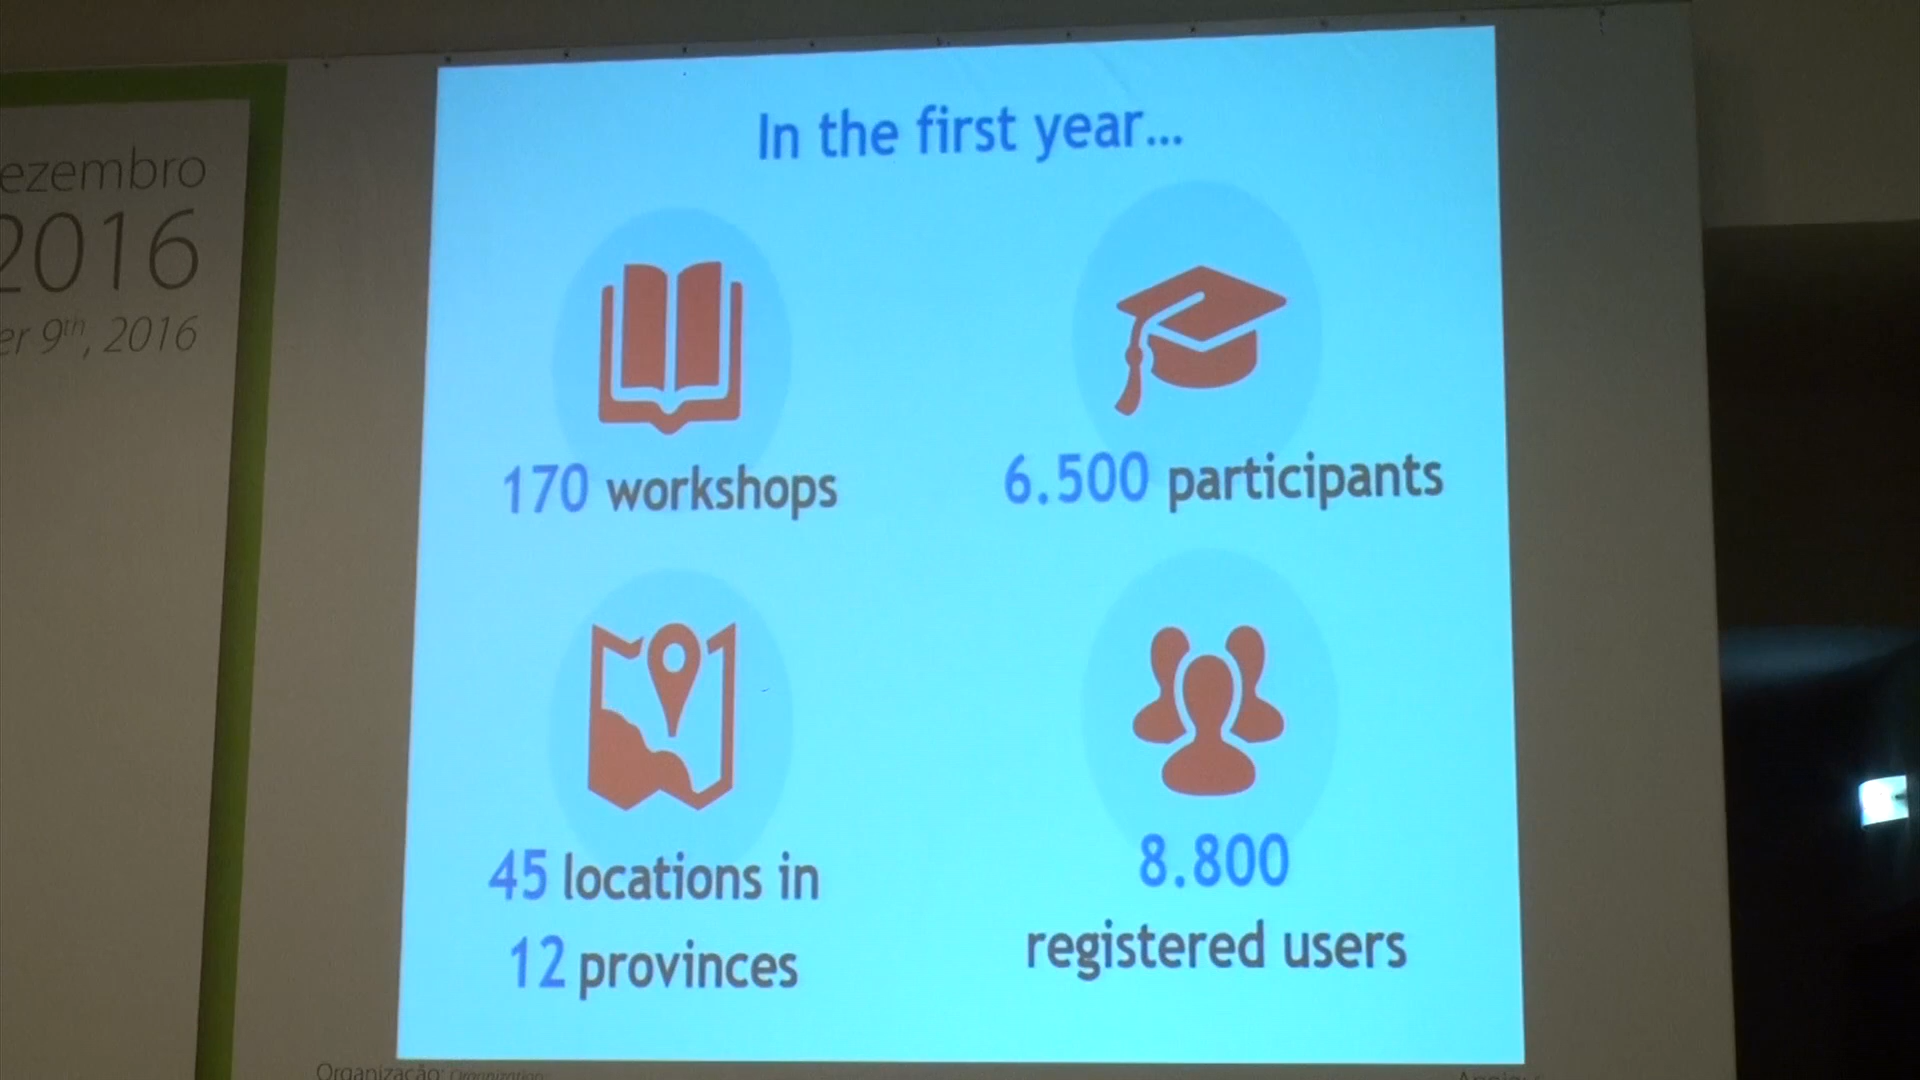 ezembro
2016
er 9th, 2016
In the first year...
170 workshops
6.500 participants
45 locations in
12 provinces
8.800
registered users
Organização: Organization: